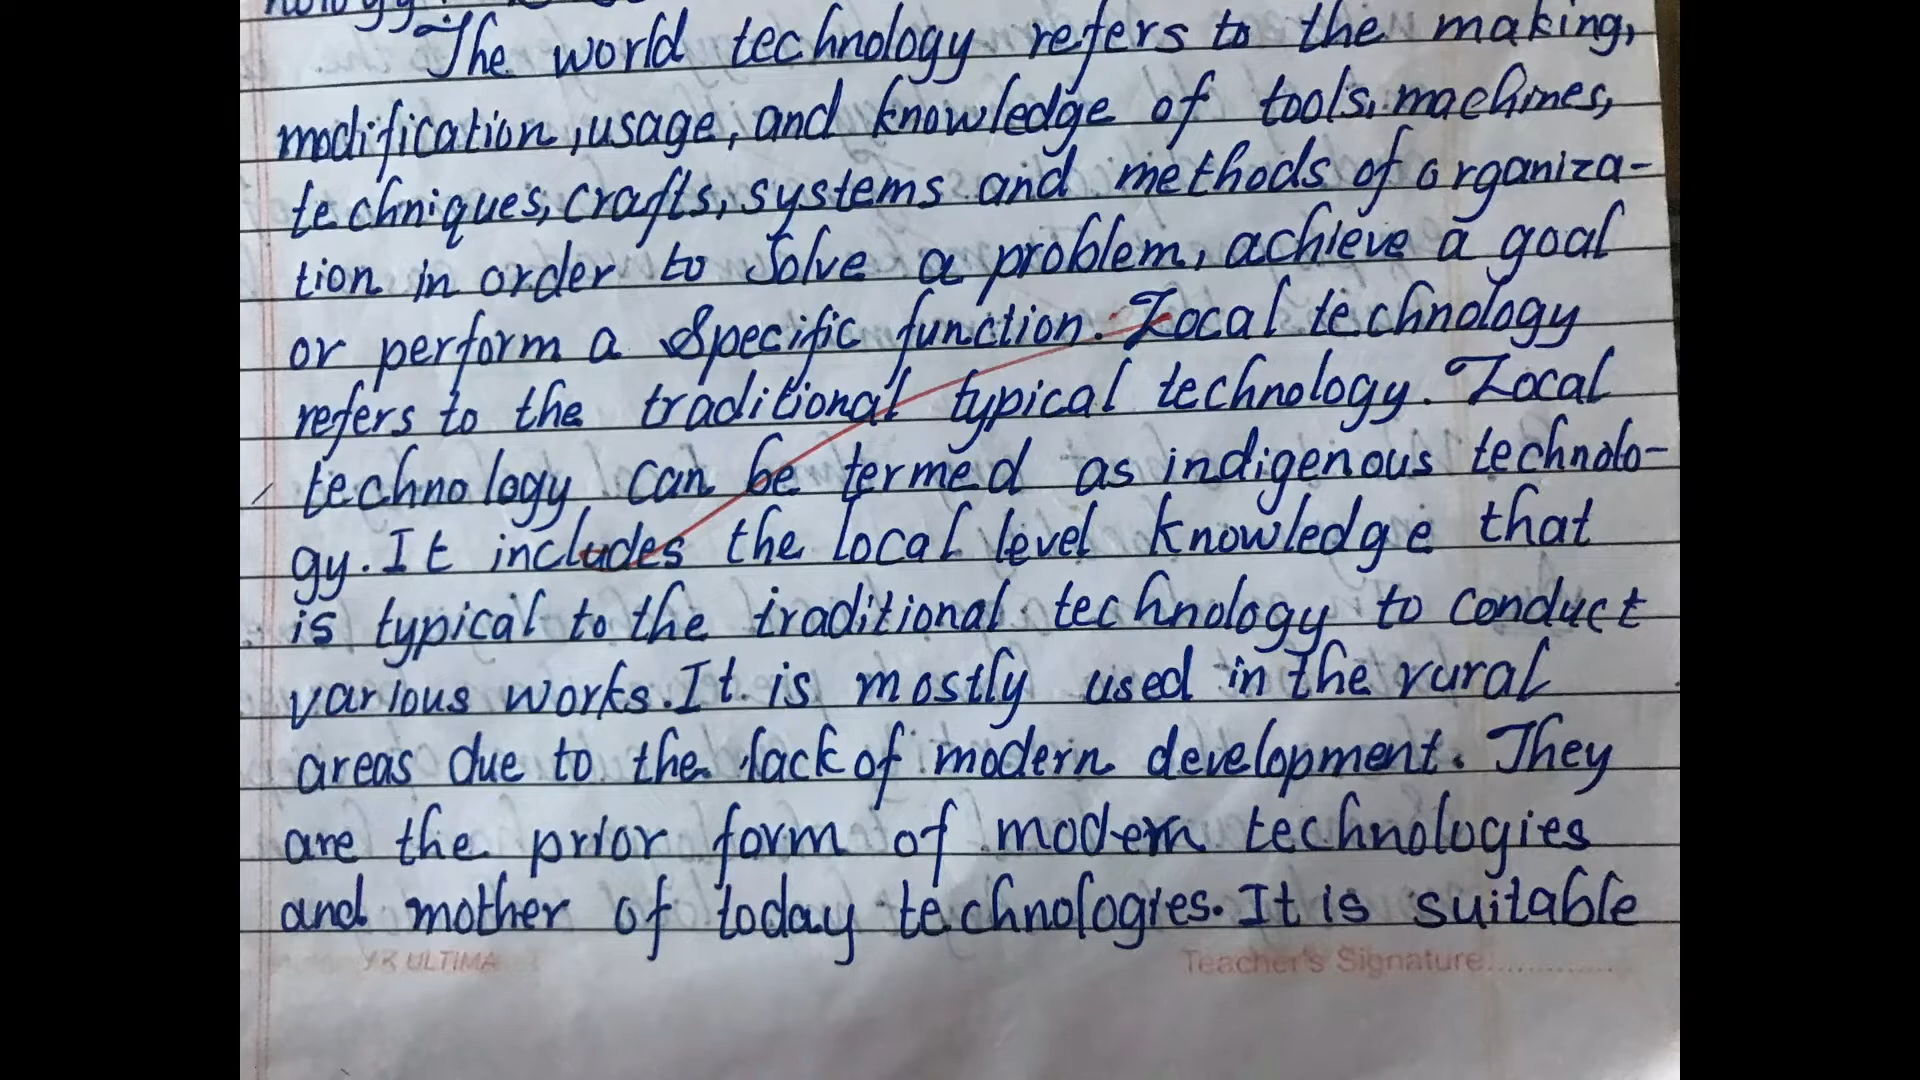 The world technology refers to the making,
modification, usage, and knowledge of tools, machines,
techniques, crafts, systems and methods of organiza-
tion in order to solve a problem, achieve a goal
or perform a specific function. Local technology
refers to the traditional typical technology. Local
technology can be termed as indigenous technolo-
gy. It includes the local level knowledge that
is typical to the traditional technology to conduct
various works. It is mostly used in the rural
areas due to the lack of modern development. They
are the prior form of modern technologies
and mother of today technologies. It is suitable
YR ULTIMA Teacher's Signature..............